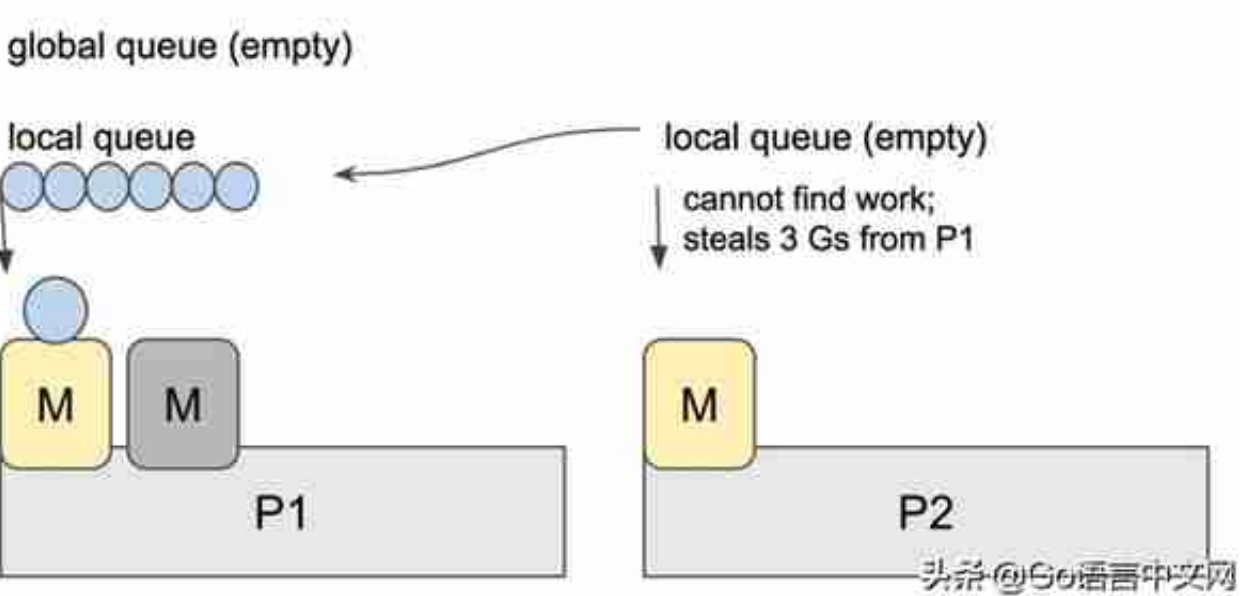 global queue (empty)
local queue
local queue (empty)
cannot find work;
steals 3 Gs from P1
M
M
M
P1
P2
头条 @Go语言中文网